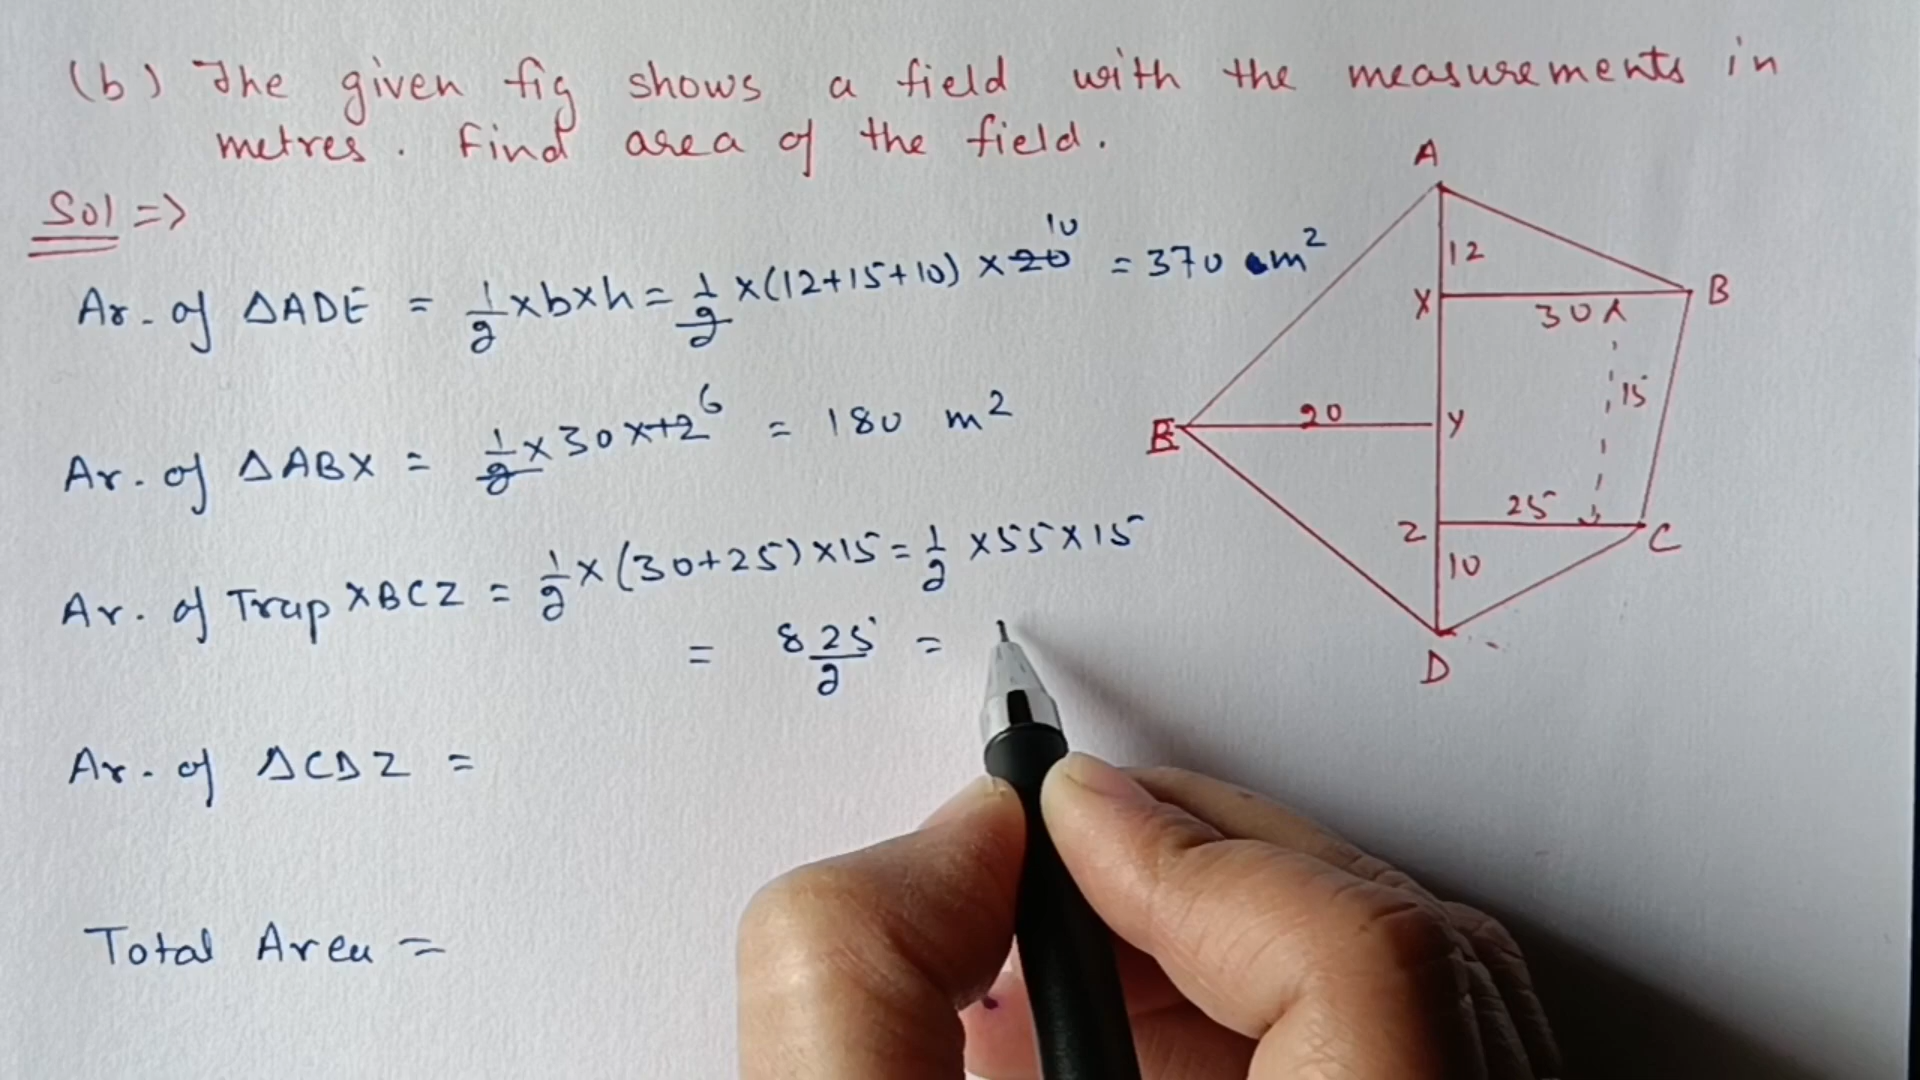 (b) The given fig shows a field with the measurements in
metres. Find area of the field.
Sol =>
Ar. of ΔADE = 1/2 x b x h = 1/2 x (12+15+10) x 20 10 = 370 m²
Ar. of ΔABX = 1/2 x 30 x 12 6 = 180 m²
Ar. of Trap XBCZ = 1/2 x (30+25) x 15 = 1/2 x 55 x 15
= 825/2 =
Ar. of ΔCDZ =
Total Area =
A
12
X
30
B
15
E
20
Y
25
Z
C
10
D